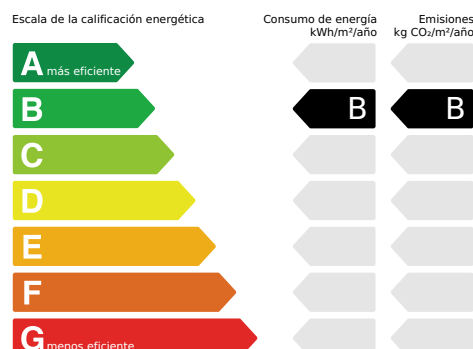 Escala de la calificación energética
Consumo de energía
kWh/m²/año
Emisiones
kg CO₂/m²/año
A más eficiente
B
B
B
C
D
E
F
G menos eficiente